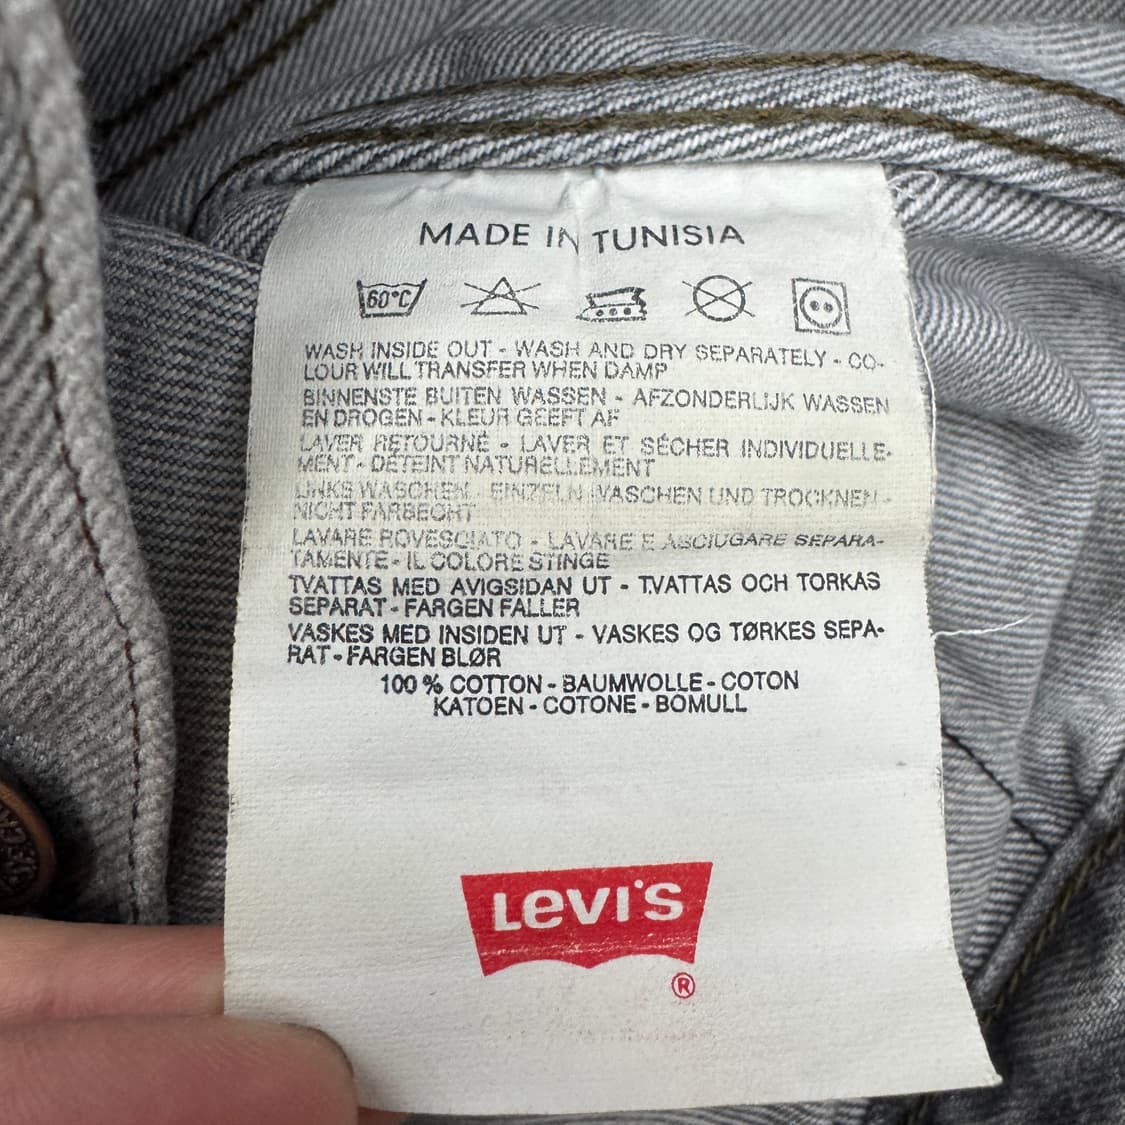 MADE IN TUNISIA
60°C
WASH INSIDE OUT - WASH AND DRY SEPARATELY - CO-
LOUR WILL TRANSFER WHEN DAMP
BINNENSTE BUITEN WASSEN - AFZONDERLIJK WASSEN
EN DROGEN - KLEUR GEEFT AF
LAVER RETOURNÉ - LAVER ET SÉCHER INDIVIDUELLE-
MENT - DÉTEINT NATURELLEMENT
LINKS WASCHEN - EINZELN WASCHEN UND TROCKNEN -
NICHT FARBECHT
LAVARE ROVESCIATO - LAVARE E ASCIUGARE SEPARA-
TAMENTE - IL COLORE STINGE
TVATTAS MED AVIGSIDAN UT - TVATTAS OCH TORKAS
SEPARAT - FARGEN FALLER
VASKES MED INSIDEN UT - VASKES OG TØRKES SEPA-
RAT - FARGEN BLØR
100 % COTTON - BAUMWOLLE - COTON
KATOEN - COTONE - BOMULL
LEVI'S
®